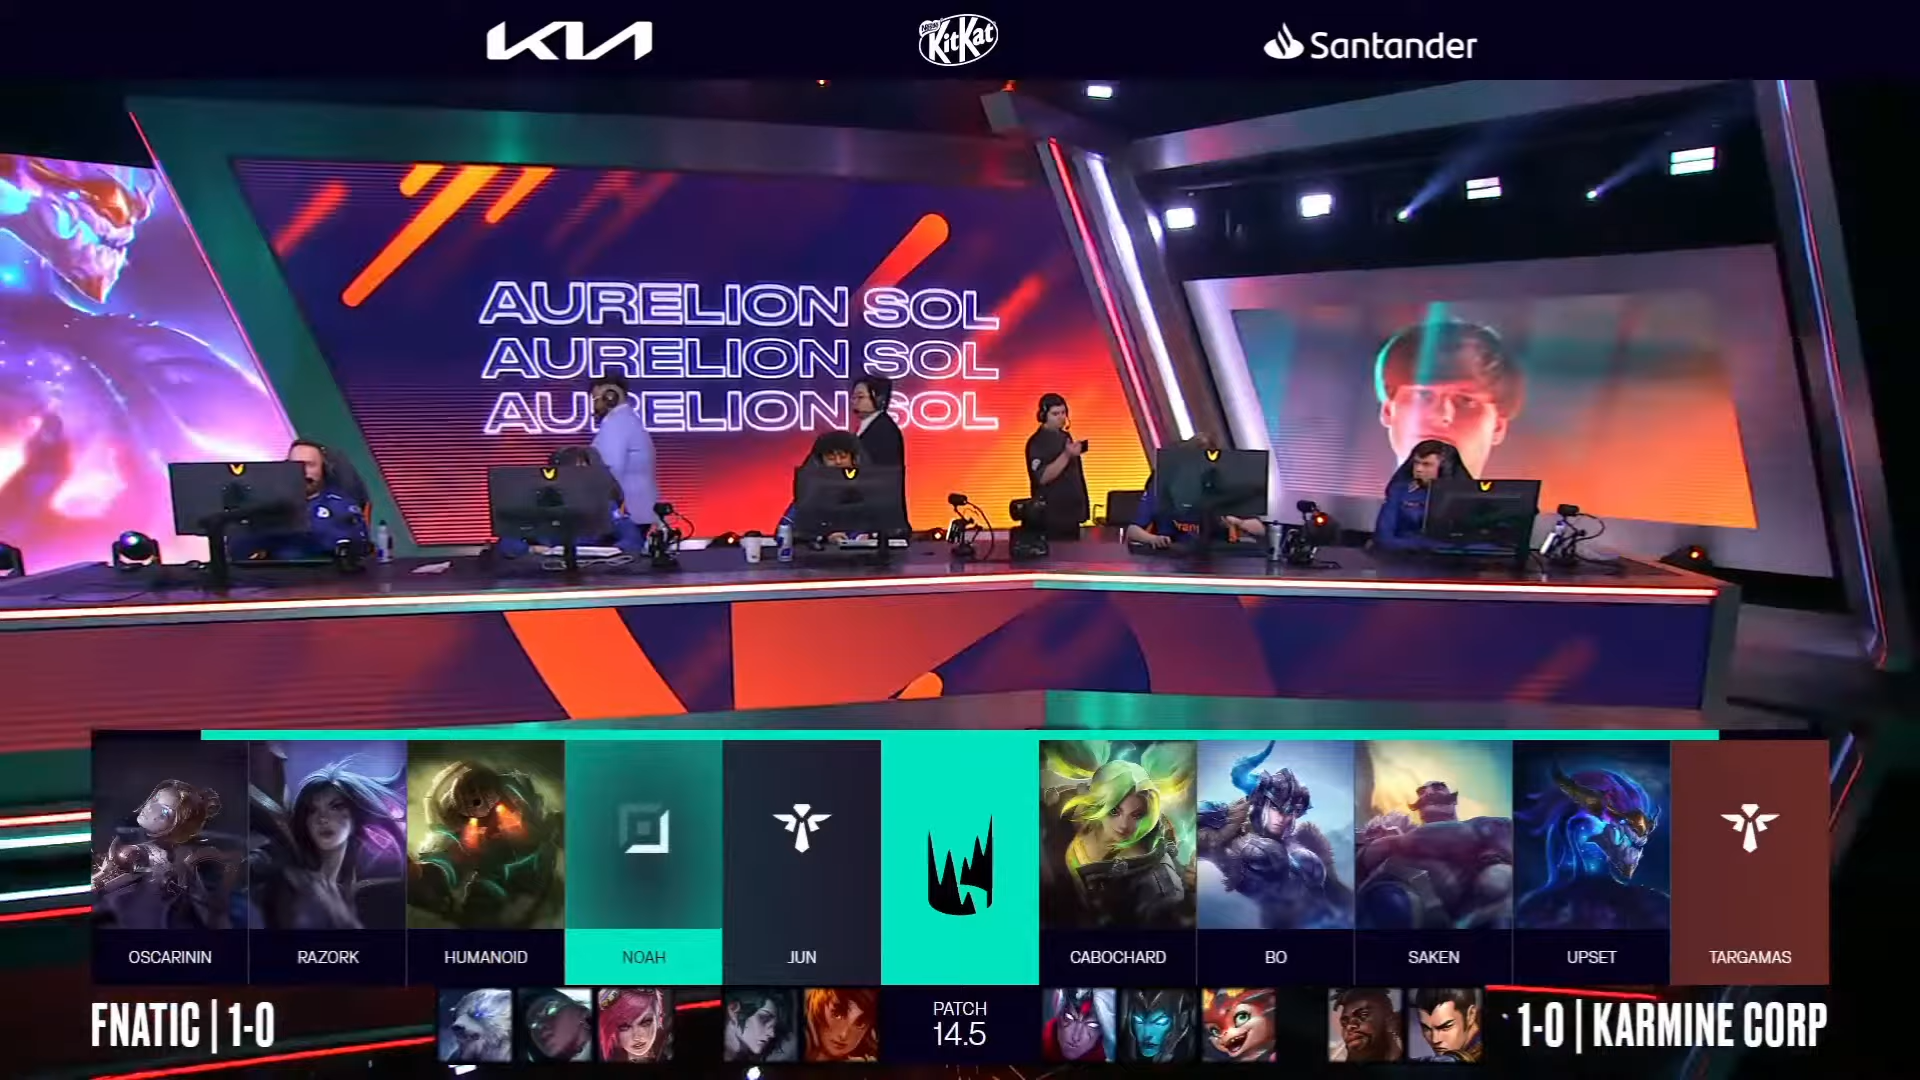 KIA
NESTLE
KitKat
Santander
AURELION SOL
AURELION SOL
AURELION SOL
OSCARININ
RAZORK
HUMANOID
NOAH
JUN
CABOCHARD
BO
SAKEN
UPSET
TARGAMAS
FNATIC | 1-0
PATCH
14.5
1-0 | KARMINE CORP